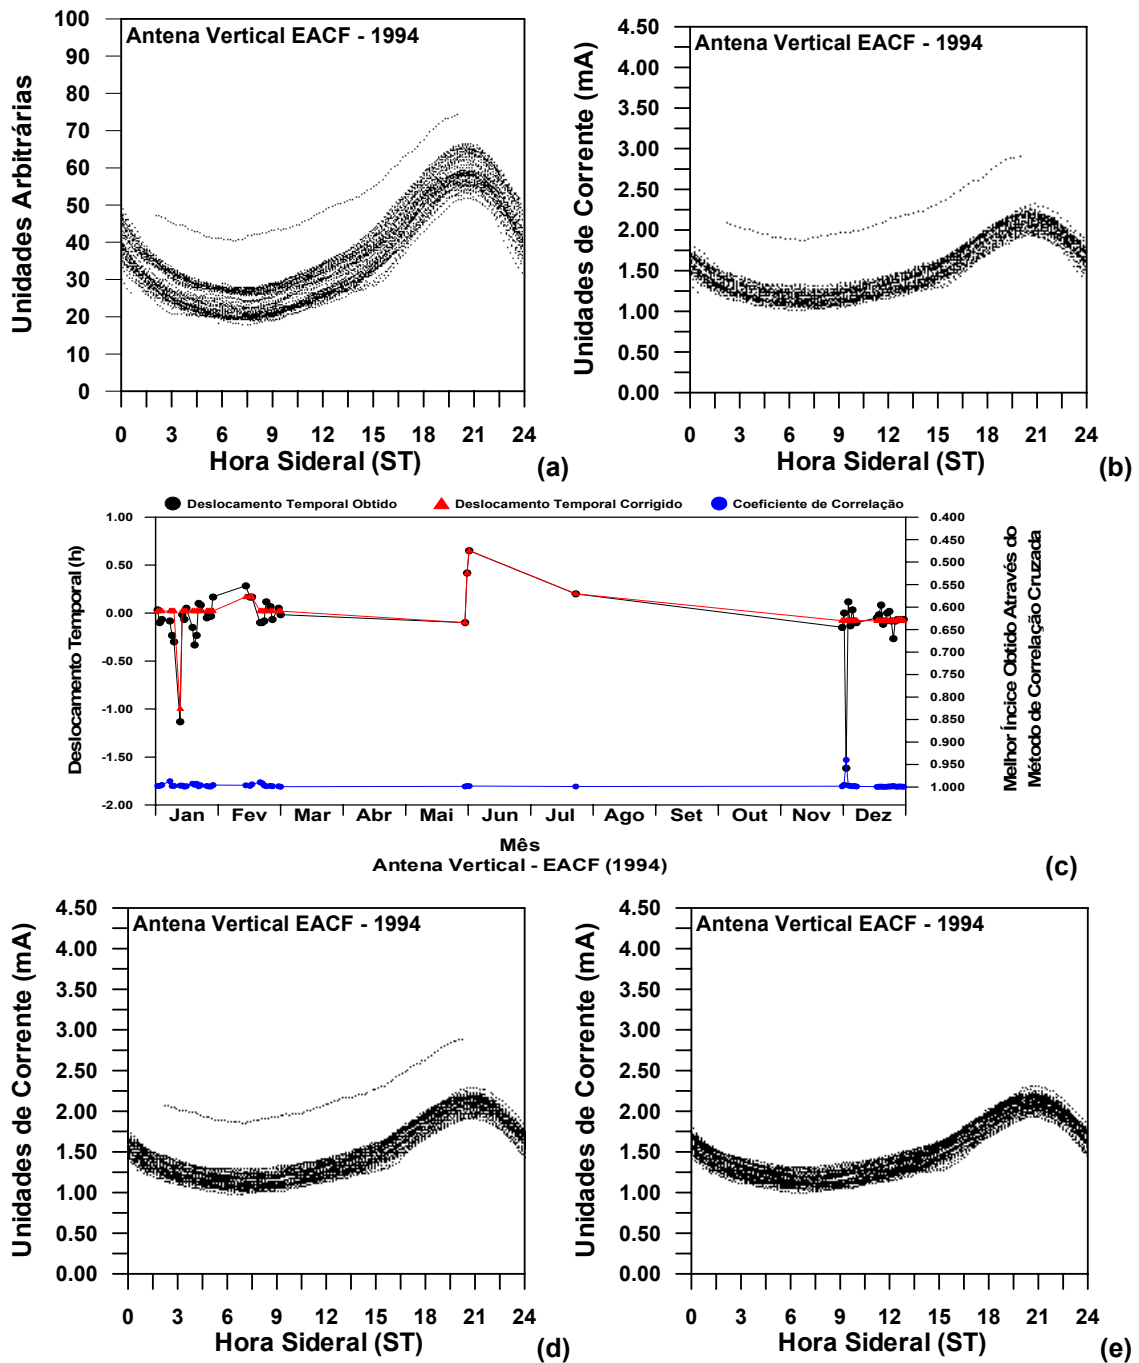 Antena Vertical EACF - 1994
Unidades Arbitrárias
100
90
80
70
60
50
40
30
20
10
0
0 3 6 9 12 15 18 21 24
Hora Sideral (ST)
(a)
Antena Vertical EACF - 1994
Unidades de Corrente (mA)
4.50
4.00
3.50
3.00
2.50
2.00
1.50
1.00
0.50
0.00
0 3 6 9 12 15 18 21 24
Hora Sideral (ST)
(b)
Deslocamento Temporal Obtido
Deslocamento Temporal Corrigido
Coeficiente de Correlação
Deslocamento Temporal (h)
1.00
0.50
0.00
-0.50
-1.00
-1.50
-2.00
0.400
0.450
0.500
0.550
0.600
0.650
0.700
0.750
0.800
0.850
0.900
0.950
1.000
Melhor Íncice Obtido Através do
Método de Correlação Cruzada
Jan Fev Mar Abr Mai Jun Jul Ago Set Out Nov Dez
Mês
Antena Vertical - EACF (1994)
(c)
Antena Vertical EACF - 1994
Unidades de Corrente (mA)
4.50
4.00
3.50
3.00
2.50
2.00
1.50
1.00
0.50
0.00
0 3 6 9 12 15 18 21 24
Hora Sideral (ST)
(d)
Antena Vertical EACF - 1994
Unidades de Corrente (mA)
4.50
4.00
3.50
3.00
2.50
2.00
1.50
1.00
0.50
0.00
0 3 6 9 12 15 18 21 24
Hora Sideral (ST)
(e)